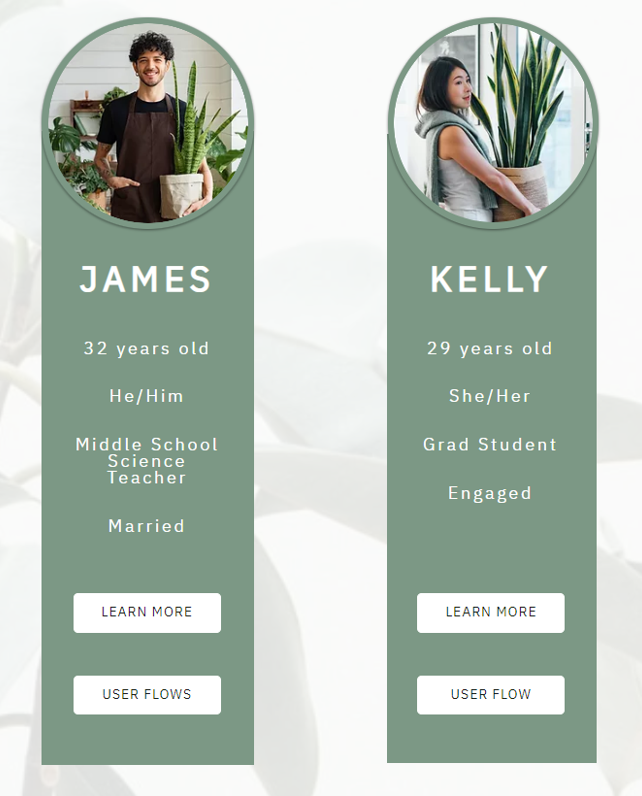 JAMES
32 years old
He/Him
Middle School
Science
Teacher
Married
LEARN MORE
USER FLOWS
KELLY
29 years old
She/Her
Grad Student
Engaged
LEARN MORE
USER FLOW